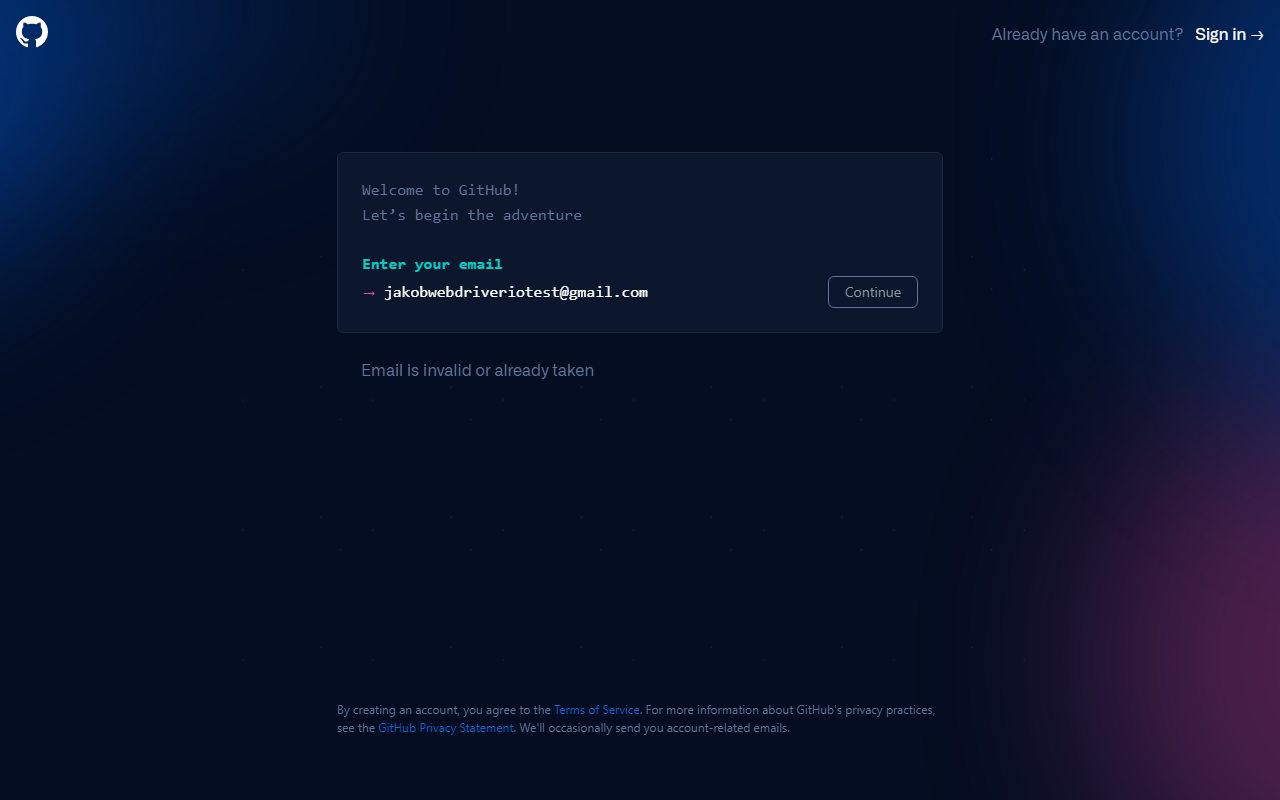 Already have an account? Sign in →
Welcome to GitHub!
Let’s begin the adventure
Enter your email
→ jakobwebdriveriotest@gmail.com
Continue
Email is invalid or already taken
By creating an account, you agree to the Terms of Service. For more information about GitHub's privacy practices,
see the GitHub Privacy Statement. We'll occasionally send you account-related emails.